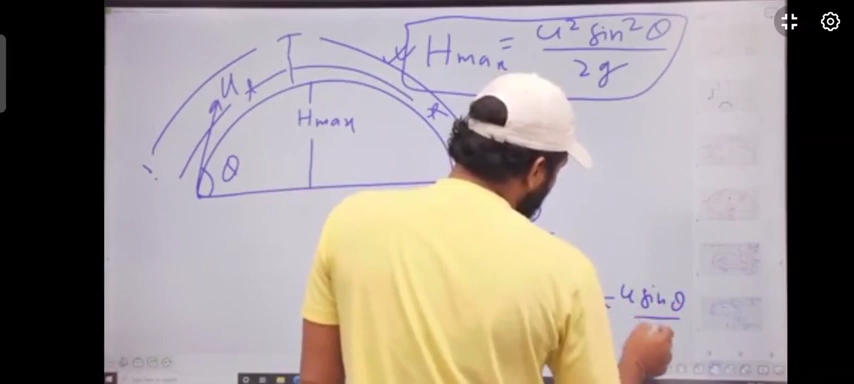 T
u
t
t
Hmax
θ
Hmax = u² sin²θ / 2g
= u sinθ